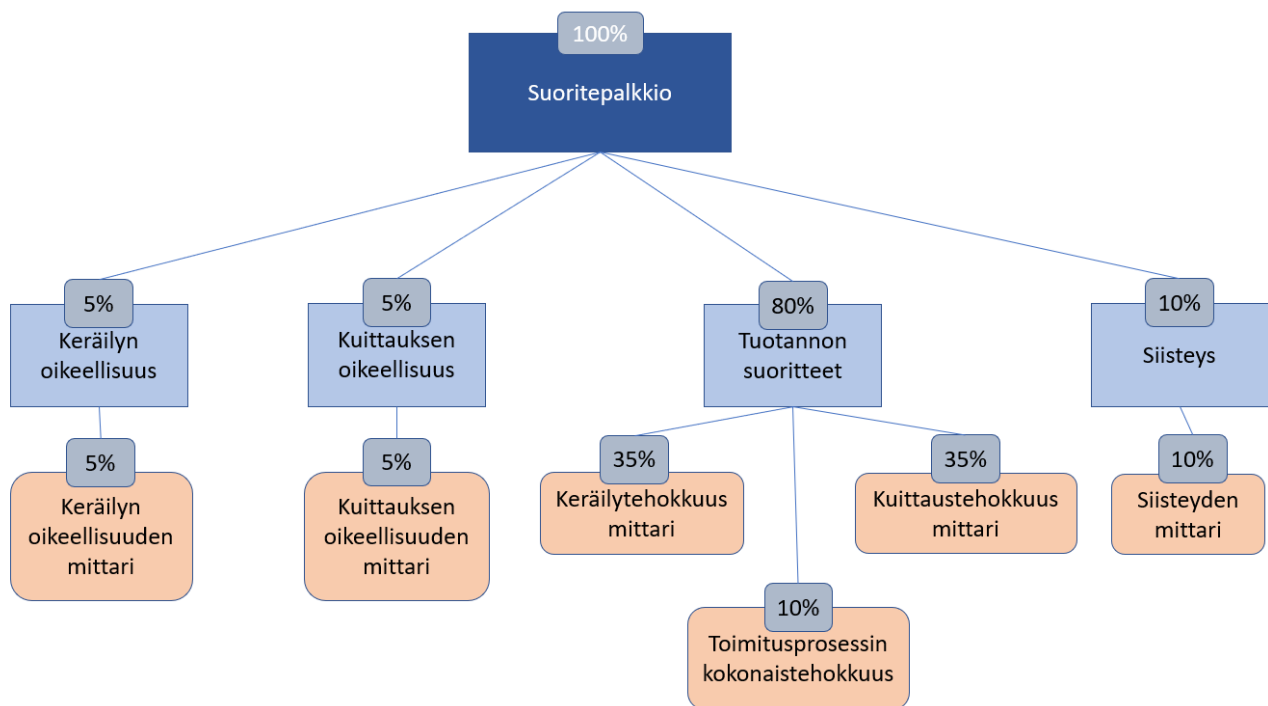 100%
Suoritepalkkio
5%
Keräilyn
oikeellisuus
5%
Kuittauksen
oikeellisuus
80%
Tuotannon
suoritteet
10%
Siisteys
5%
Keräilyn
oikeellisuuden
mittari
5%
Kuittauksen
oikeellisuuden
mittari
35%
Keräilytehokkuus
mittari
35%
Kuittaustehokkuus
mittari
10%
Siisteyden
mittari
10%
Toimitusprosessin
kokonaistehokkuus